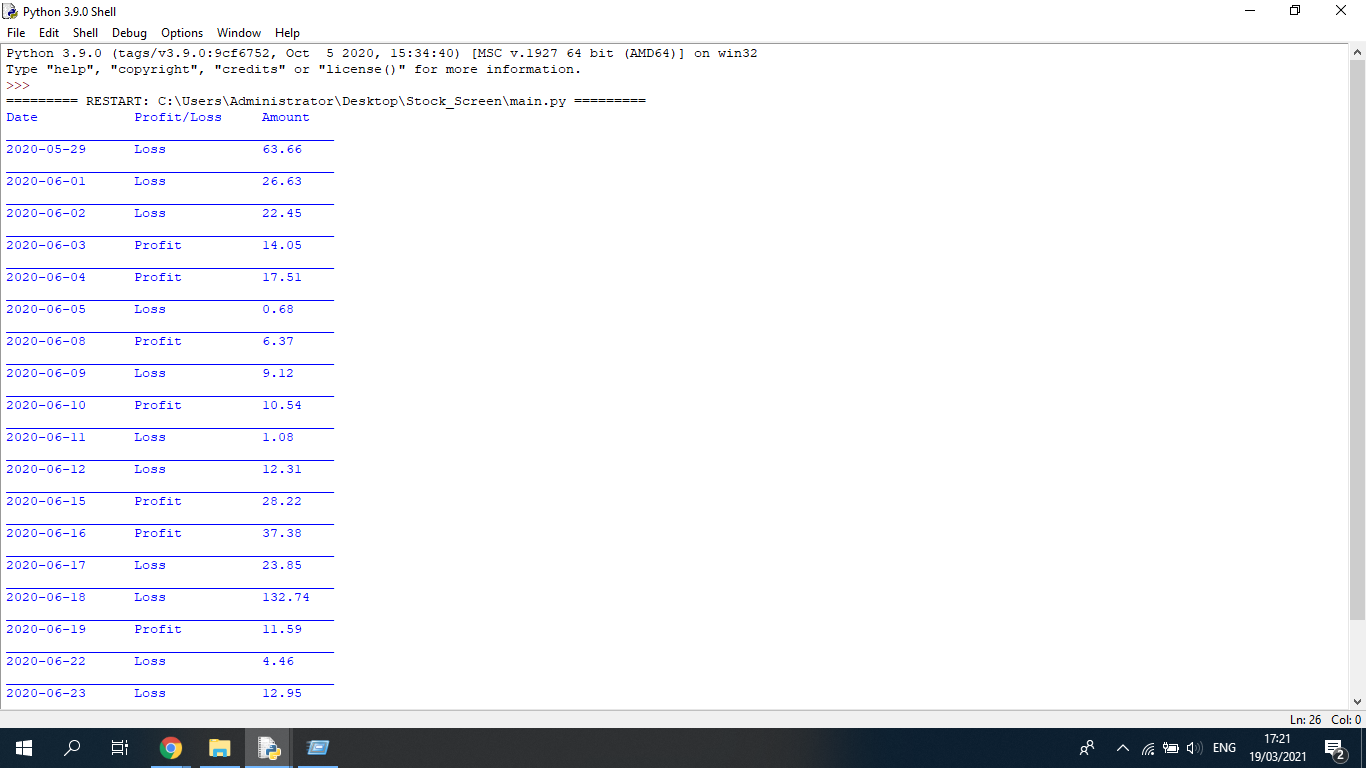 Python 3.9.0 Shell
File Edit Shell Debug Options Window Help
Python 3.9.0 (tags/v3.9.0:9cf6752, Oct  5 2020, 15:34:40) [MSC v.1927 64 bit (AMD64)] on win32
Type "help", "copyright", "credits" or "license()" for more information.
>>>
========= RESTART: C:\Users\Administrator\Desktop\Stock_Screen\main.py =========
Date Profit/Loss Amount
2020-05-29 Loss 63.66
2020-06-01 Loss 26.63
2020-06-02 Loss 22.45
2020-06-03 Profit 14.05
2020-06-04 Profit 17.51
2020-06-05 Loss 0.68
2020-06-08 Profit 6.37
2020-06-09 Loss 9.12
2020-06-10 Profit 10.54
2020-06-11 Loss 1.08
2020-06-12 Loss 12.31
2020-06-15 Profit 28.22
2020-06-16 Profit 37.38
2020-06-17 Loss 23.85
2020-06-18 Loss 132.74
2020-06-19 Profit 11.59
2020-06-22 Loss 4.46
2020-06-23 Loss 12.95
Ln: 26 Col: 0
ENG
17:21
19/03/2021
2